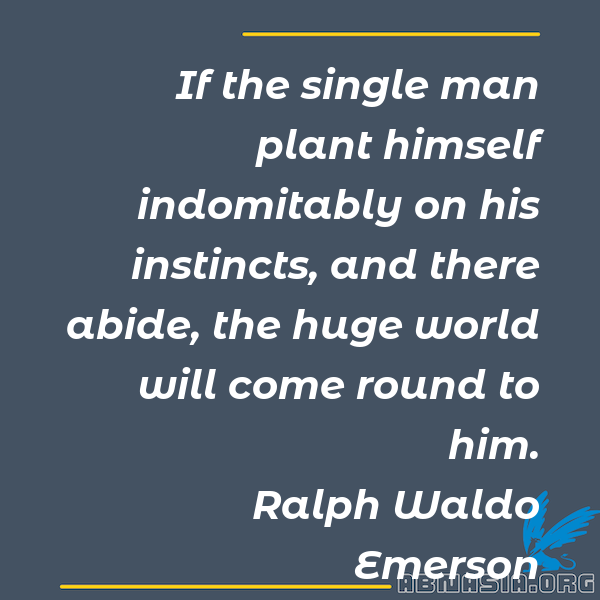 If the single man
plant himself
indomitably on his
instincts, and there
abide, the huge world
will come round to
him.
Ralph Waldo
Emerson
ABNASIA.ORG